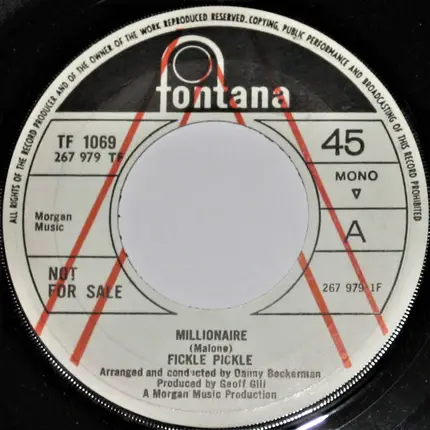 ALL RIGHTS OF THE RECORD PRODUCER AND OF THE OWNER OF THE WORK REPRODUCED RESERVED. COPYING, PUBLIC PERFORMANCE AND BROADCASTING OF THIS RECORD PROHIBITED
fontana
TF 1069
267 979 TF
45
MONO
A
Morgan
Music
NOT
FOR SALE
267 979 1F
MILLIONAIRE
(Malone)
FICKLE PICKLE
Arranged and conducted by Danny Beckerman
Produced by Geoff Gill
A Morgan Music Production